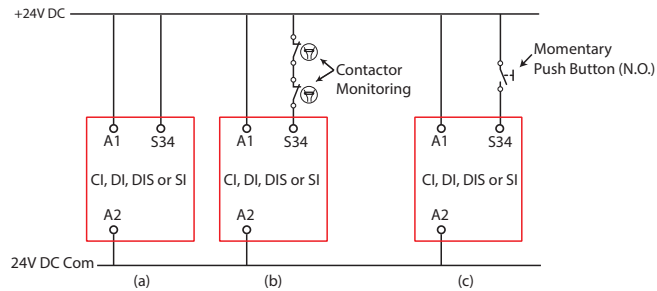 +24V DC
Contactor
Monitoring
Momentary
Push Button (N.O.)
A1 S34
A1 S34
A1 S34
CI, DI, DIS or SI
CI, DI, DIS or SI
CI, DI, DIS or SI
A2
A2
A2
24V DC Com
(a)
(b)
(c)